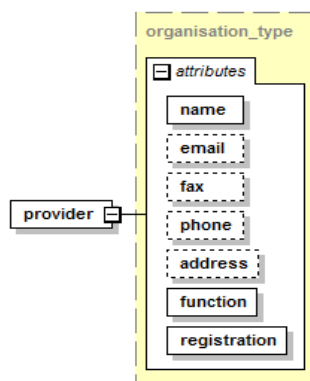 organisation_type
attributes
name
email
fax
phone
address
function
registration
provider